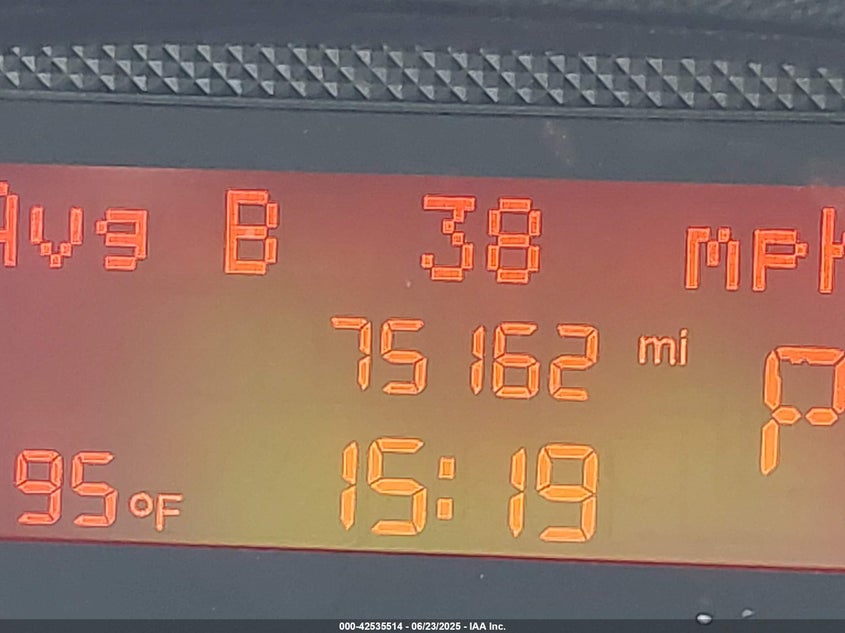 Avg B 38 mph
75162 mi
P
95°F 15:19
000-42535514 - 06/23/2025 - IAA Inc.